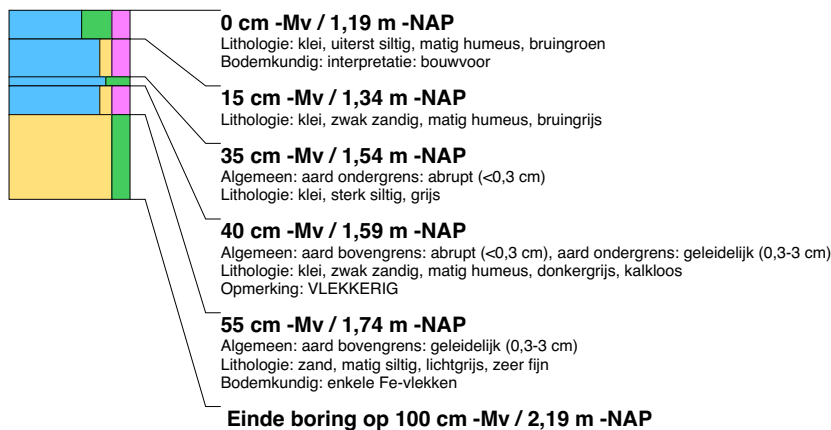 0 cm -Mv / 1,19 m -NAP
Lithologie: klei, uiterst siltig, matig humeus, bruingroen
Bodemkundig: interpretatie: bouwvoor
15 cm -Mv / 1,34 m -NAP
Lithologie: klei, zwak zandig, matig humeus, bruingrijs
35 cm -Mv / 1,54 m -NAP
Algemeen: aard ondergrens: abrupt (<0,3 cm)
Lithologie: klei, sterk siltig, grijs
40 cm -Mv / 1,59 m -NAP
Algemeen: aard bovengrens: abrupt (<0,3 cm), aard ondergrens: geleidelijk (0,3-3 cm)
Lithologie: klei, zwak zandig, matig humeus, donkergrijs, kalkloos
Opmerking: VLEKKERIG
55 cm -Mv / 1,74 m -NAP
Algemeen: aard bovengrens: geleidelijk (0,3-3 cm)
Lithologie: zand, matig siltig, lichtgrijs, zeer fijn
Bodemkundig: enkele Fe-vlekken
Einde boring op 100 cm -Mv / 2,19 m -NAP